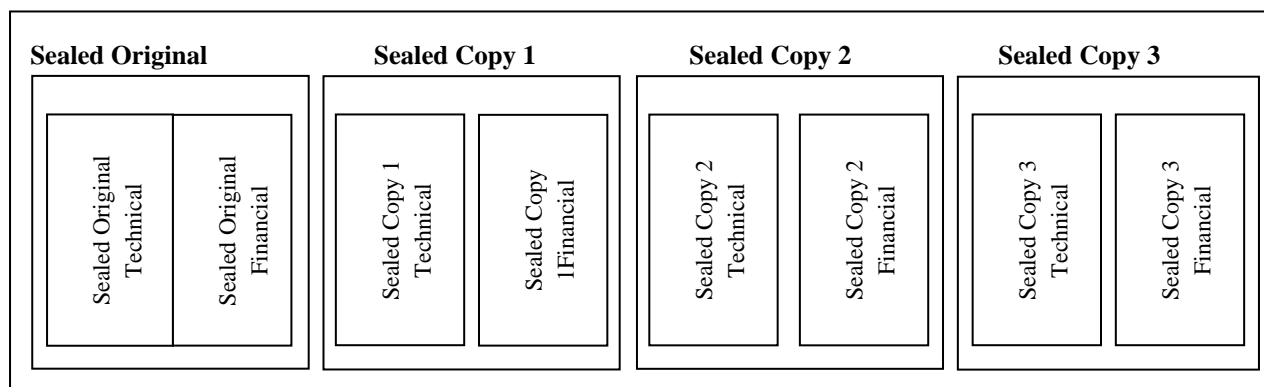 Sealed Original
Sealed Copy 1
Sealed Copy 2
Sealed Copy 3
Sealed Original
Technical
Sealed Original
Financial
Sealed Copy 1
Technical
Sealed Copy
1Financial
Sealed Copy 2
Technical
Sealed Copy 2
Financial
Sealed Copy 3
Technical
Sealed Copy 3
Financial